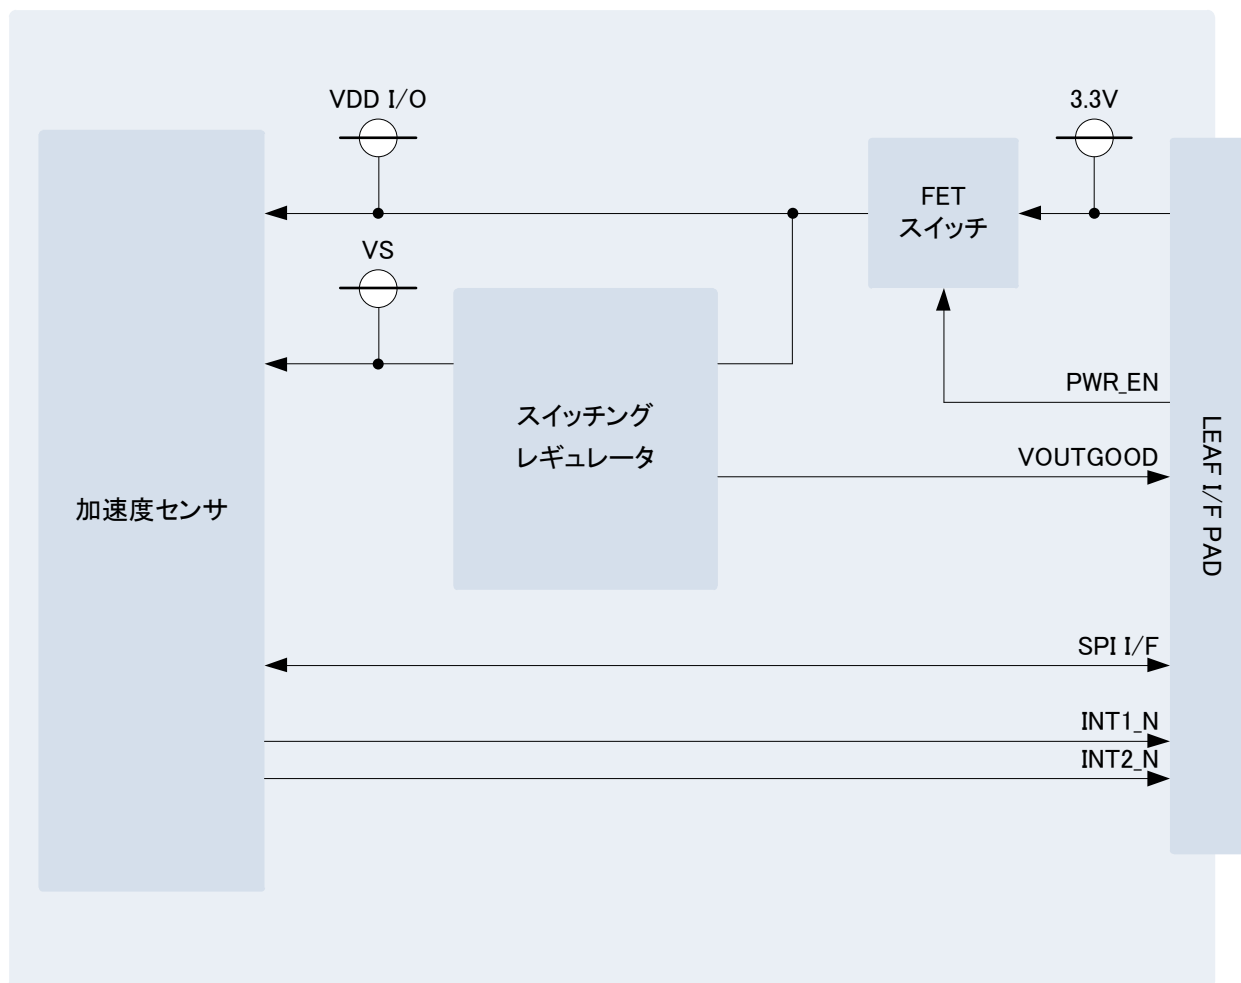 VDD I/O
3.3V
FET
スイッチ
VS
PWR_EN
スイッチング
レギュレータ
VOUTGOOD
LEAF I/F PAD
加速度センサ
SPI I/F
INT1_N
INT2_N